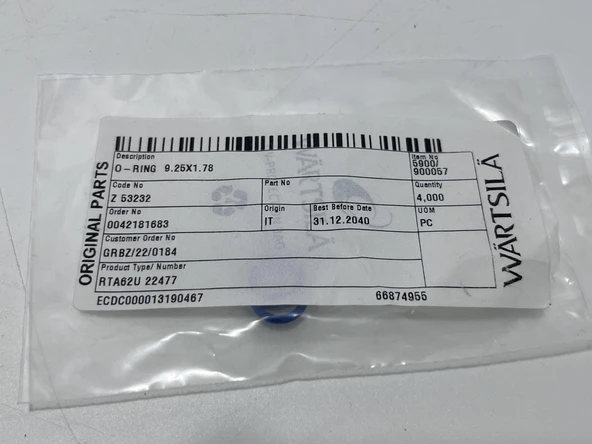 ORIGINAL PARTS
Description
O-RING 9.25X1.78
Item No
5900/
900057
Code No
Z 53232
Part No
Quantity
4,000
Order No
0042181683
Origin
IT
Best Before Date
31.12.2040
UOM
PC
Customer Order No
GRBZ/22/0184
Product Type/ Number
RTA62U 22477
ECDC000013190467
66874955
WÄRTSILÄ
WÄRTSILÄ